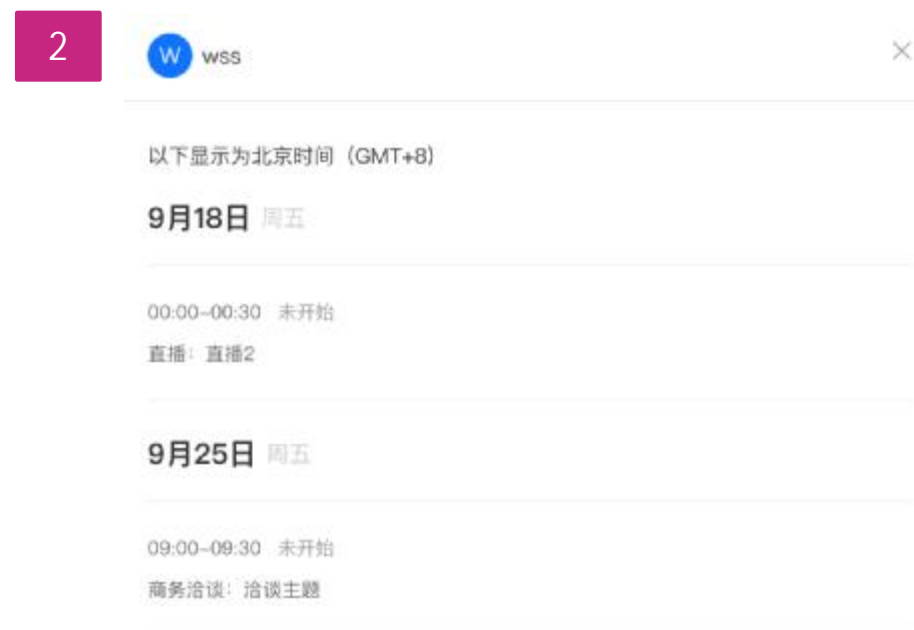 2
W wss
以下显示为北京时间（GMT+8）
9月18日 周五
00:00-00:30 未开始
直播：直播2
9月25日 周五
09:00-09:30 未开始
商务洽谈：洽谈主题